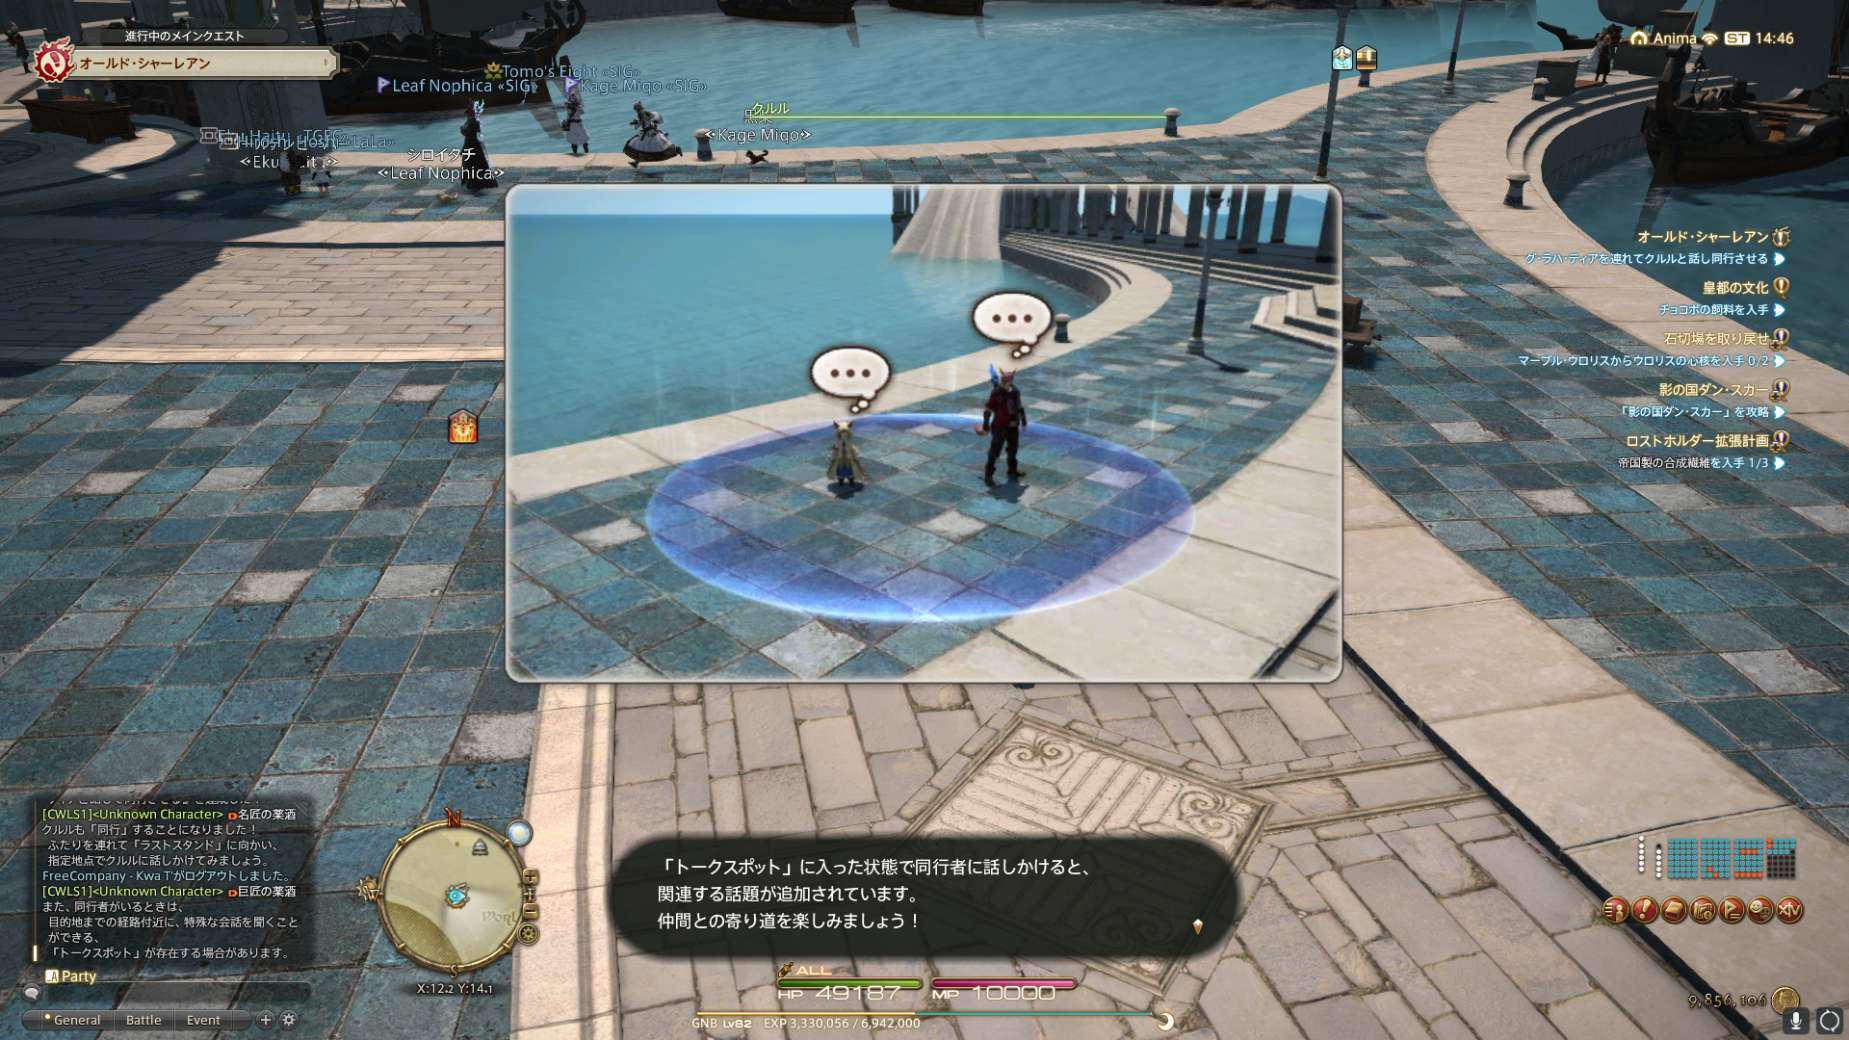 進行中のメインクエスト
オールド・シャーレアン
Tomo's Eight «SIG»
Leaf Nophica «SIG»
Kage Miqo «SIG»
クルル
<Kage Miqo>
シロイタチ
<Leaf Nophica>
Anima ST 14:46
オールド・シャーレアン
グ・ラハ・ティアを連れてクルルと話し同行させる
皇都の文化
チョコボの飼料を入手
石切場を取り戻せ
マーブル・ウロリスからウロリスの心核を入手 0/2
影の国ダン・スカー
「影の国ダン・スカー」を攻略
ロストホルダー拡張計画
帝国製の合成繊維を入手 1/3
[CWLS1]<Unknown Character> 名匠の薬酒
クルルも「同行」することになりました！
ふたりを連れて「ラストスタンド」に向かい、
指定地点でクルルに話しかけてみましょう。
FreeCompany - Kwa T'がログアウトしました。
[CWLS1]<Unknown Character> 巨匠の薬酒
また、同行者がいるときは、
目的地までの経路付近に、特殊な会話を聞くこと
ができる、
「トークスポット」が存在する場合があります。
Party
General Battle Event
N
S
X:12.2 Y:14.1
「トークスポット」に入った状態で同行者に話しかけると、
関連する話題が追加されています。
仲間との寄り道を楽しみましょう！
ALL
HP 49187 MP 10000
GNB Lv82 EXP 3,330,056 / 6,942,000
XIV
9,856,106